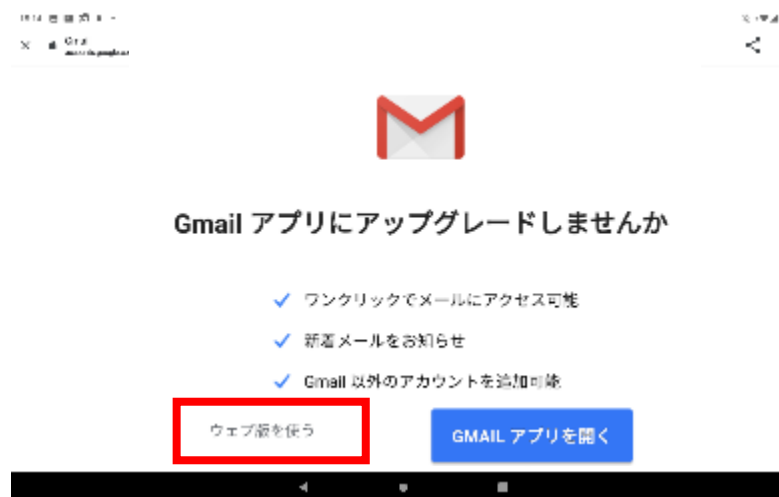 Gmail アプリにアップグレードしませんか
ワンクリックでメールにアクセス可能
新着メールをお知らせ
Gmail 以外のアカウントを追加可能
ウェブ版を使う
GMAIL アプリを開く